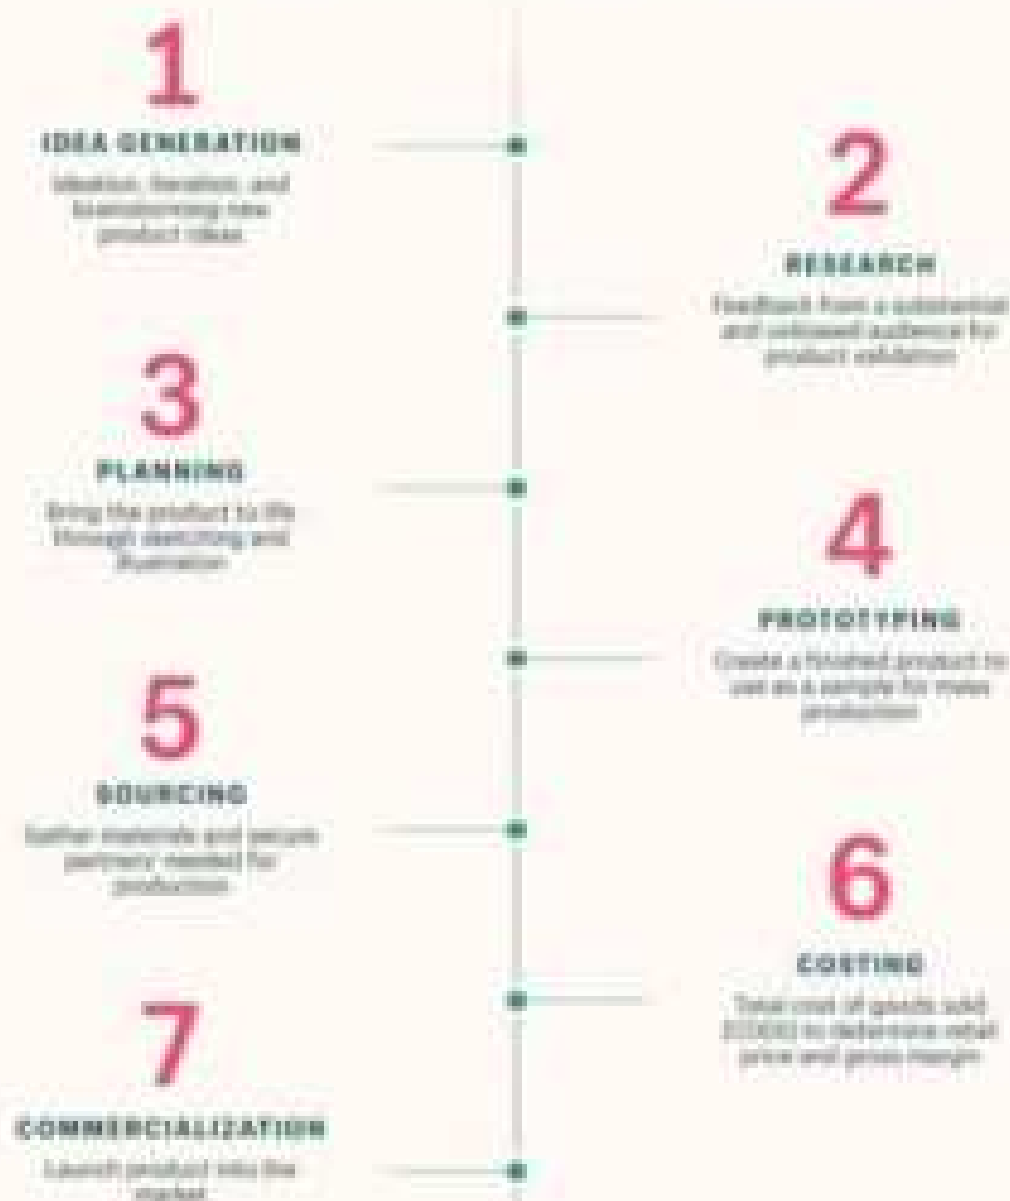 1
IDEA GENERATION
Ideation, iteration, and
brainstorming new
product ideas
2
RESEARCH
Feedback from a substantial
and unbiased audience for
product validation
3
PLANNING
Bring the product to life
through sketching and
illustration
4
PROTOTYPING
Create a finished product to
use as a sample for mass
production
5
SOURCING
Gather materials and secure
partners' needed for
production
6
COSTING
Total cost of goods sold
(COGS) to determine retail
price and gross margin
7
COMMERCIALIZATION
Launch product into the
market